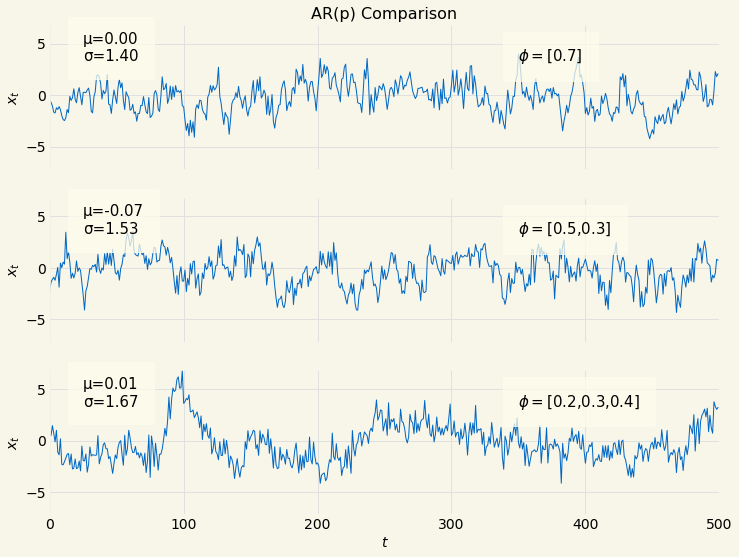 AR(p) Comparison
μ=0.00
σ=1.40
ϕ = [0.7]
5
0
−5
x_t
μ=-0.07
σ=1.53
ϕ = [0.5,0.3]
5
0
−5
x_t
μ=0.01
σ=1.67
ϕ = [0.2,0.3,0.4]
5
0
−5
x_t
0 100 200 300 400 500
t